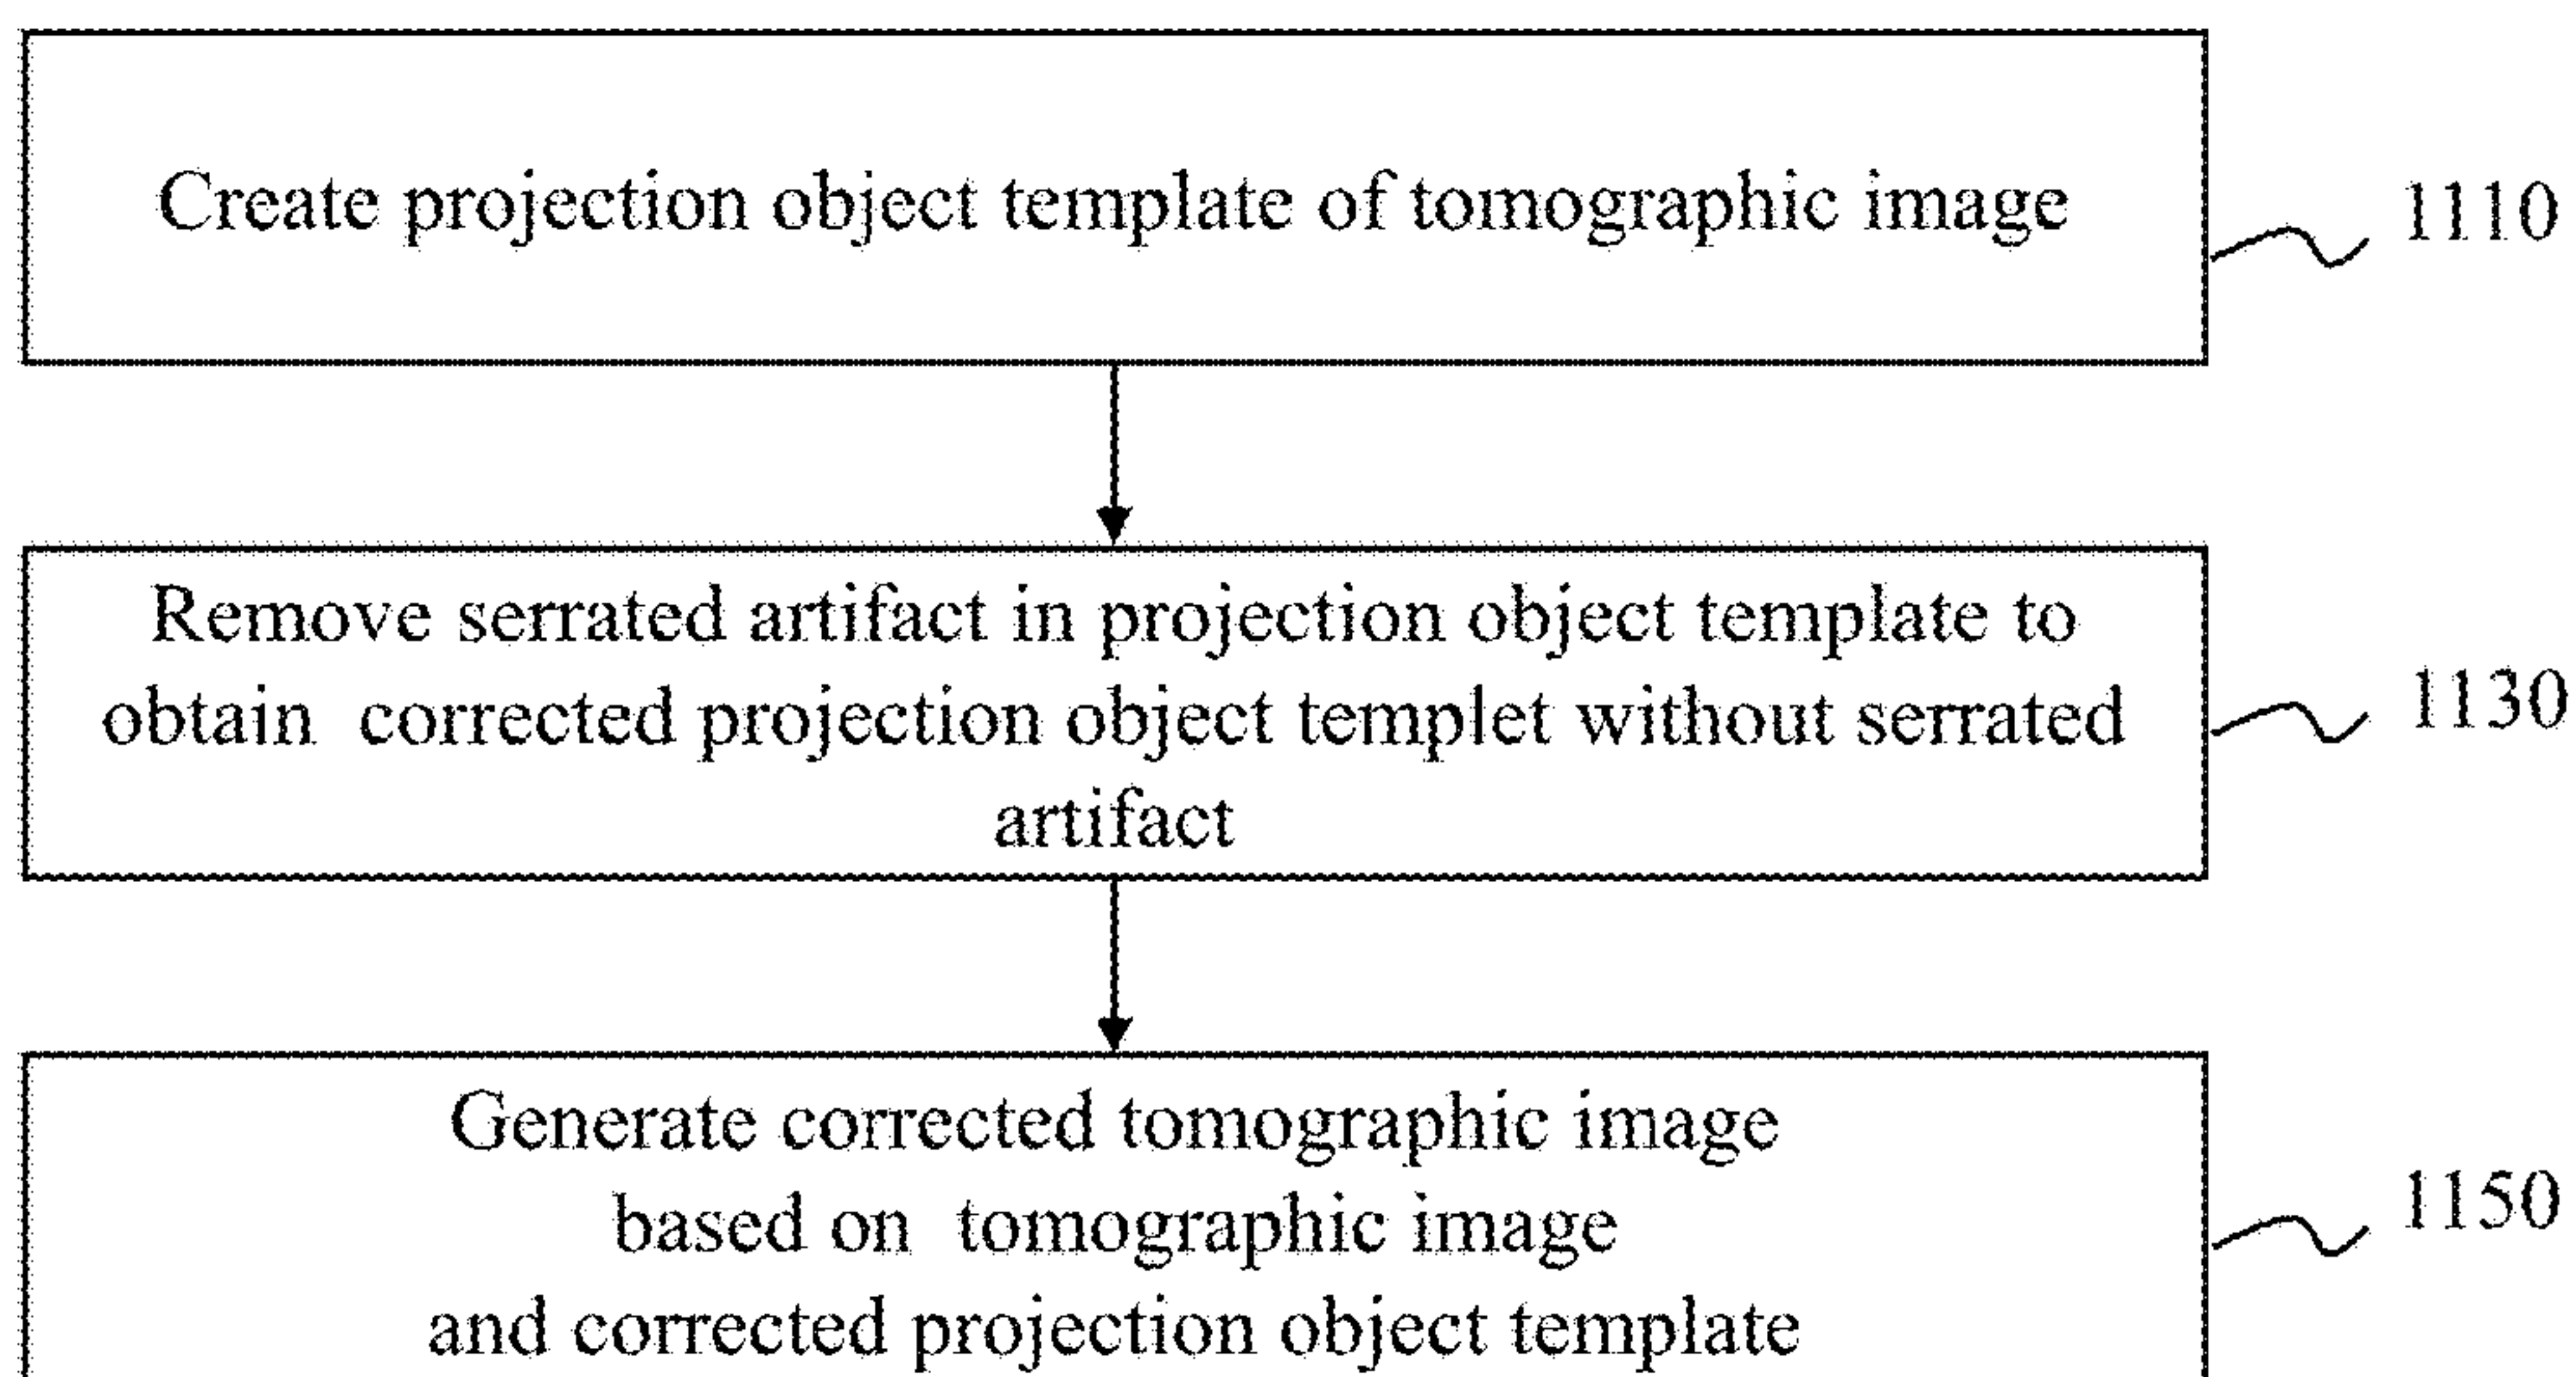 Create projection object template of tomographic image
1110
Remove serrated artifact in projection object template to
obtain corrected projection object templet without serrated
artifact
1130
Generate corrected tomographic image
based on tomographic image
and corrected projection object template
1150